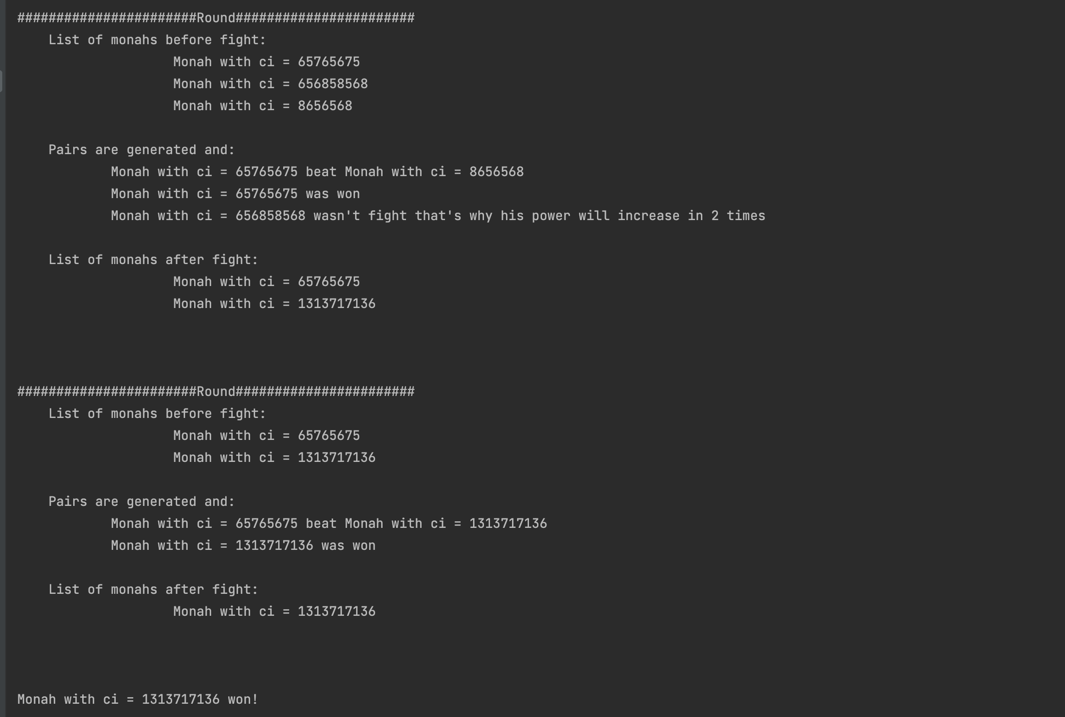 #######################Round#######################
List of monahs before fight:
Monah with ci = 65765675
Monah with ci = 656858568
Monah with ci = 8656568
Pairs are generated and:
Monah with ci = 65765675 beat Monah with ci = 8656568
Monah with ci = 65765675 was won
Monah with ci = 656858568 wasn't fight that's why his power will increase in 2 times
List of monahs after fight:
Monah with ci = 65765675
Monah with ci = 1313717136
#######################Round#######################
List of monahs before fight:
Monah with ci = 65765675
Monah with ci = 1313717136
Pairs are generated and:
Monah with ci = 65765675 beat Monah with ci = 1313717136
Monah with ci = 1313717136 was won
List of monahs after fight:
Monah with ci = 1313717136
Monah with ci = 1313717136 won!